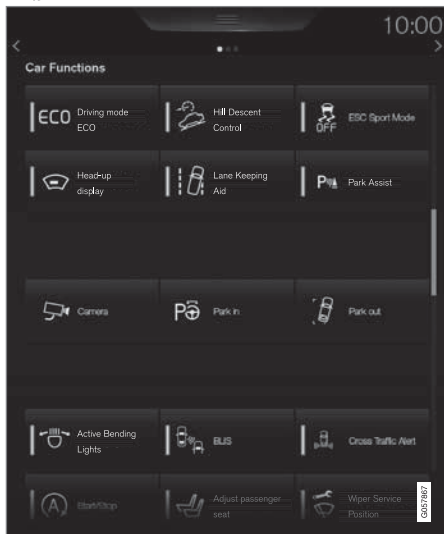 10:00
Car Functions
ECO Driving mode
ECO
Hill Descent
Control
OFF ESC Sport Mode
Head-up
display
Lane Keeping
Aid
P Park Assist
Camera
P Park in
Park out
Active Bending
Lights
BLIS
Cross Traffic Alert
A Start/Stop
Adjust passenger
seat
Wiper Service
Position
G057867